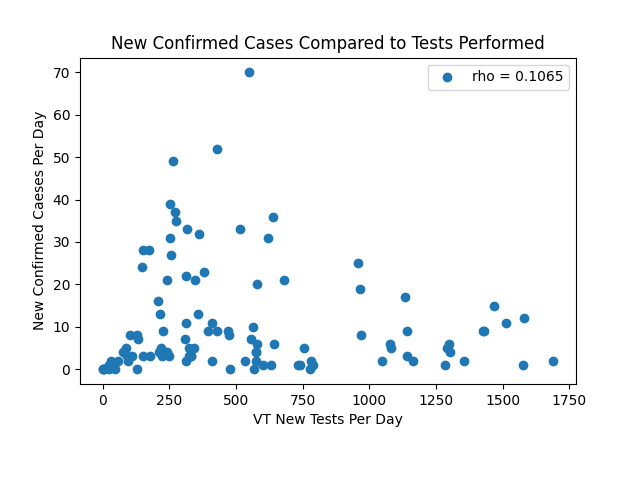 New Confirmed Cases Compared to Tests Performed
rho = 0.1065
New Confirmed Caeses Per Day
70
60
50
40
30
20
10
0
0 250 500 750 1000 1250 1500 1750
VT New Tests Per Day